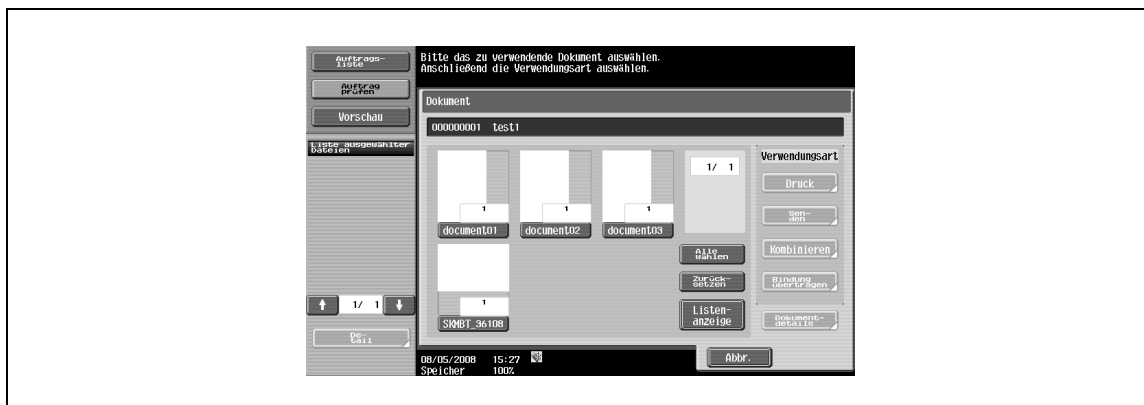 Auftrags-
liste
Auftrag
prüfen
Vorschau
Liste ausgewählter
Dateien
↑ 1/ 1 ↓
De-
tail
Bitte das zu verwendende Dokument auswählen.
Anschließend die Verwendungsart auswählen.
Dokument
000000001 test1
1
document01
1
document02
1
document03
1
SKMBT_36108
1/ 1
Alle
wählen
Zurück-
setzen
Listen-
anzeige
Verwendungsart
Druck
Sen-
den
Kombinieren
Bindung
übertragen
Dokument-
details
Abbr.
08/05/2008 15:27
Speicher 100%